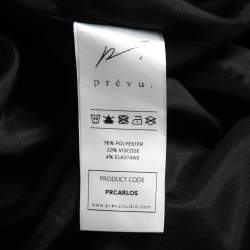 prévu.
76% POLYESTER
20% VISCOSE
4% ELASTANE
PRODUCT CODE
PRCARLOS
www.prevustudio.com